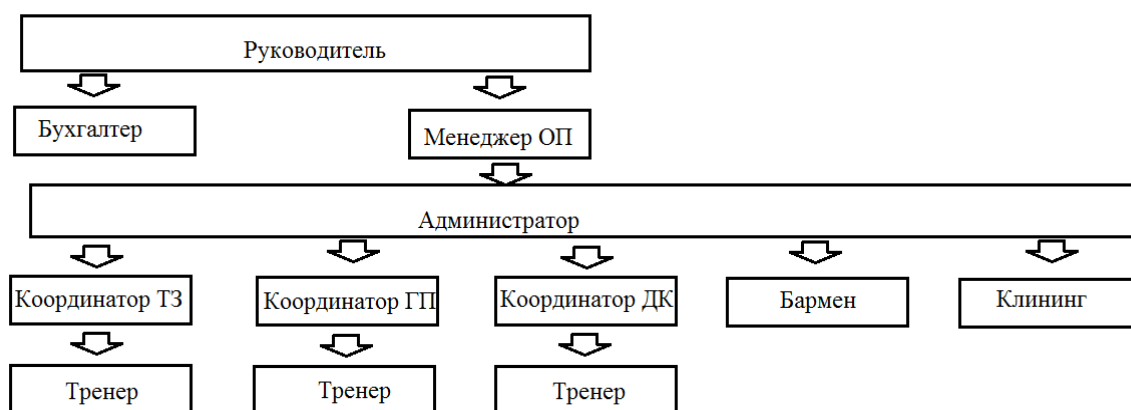 Руководитель
Бухгалтер
Менеджер ОП
Администратор
Координатор ТЗ
Координатор ГП
Координатор ДК
Бармен
Клининг
Тренер
Тренер
Тренер